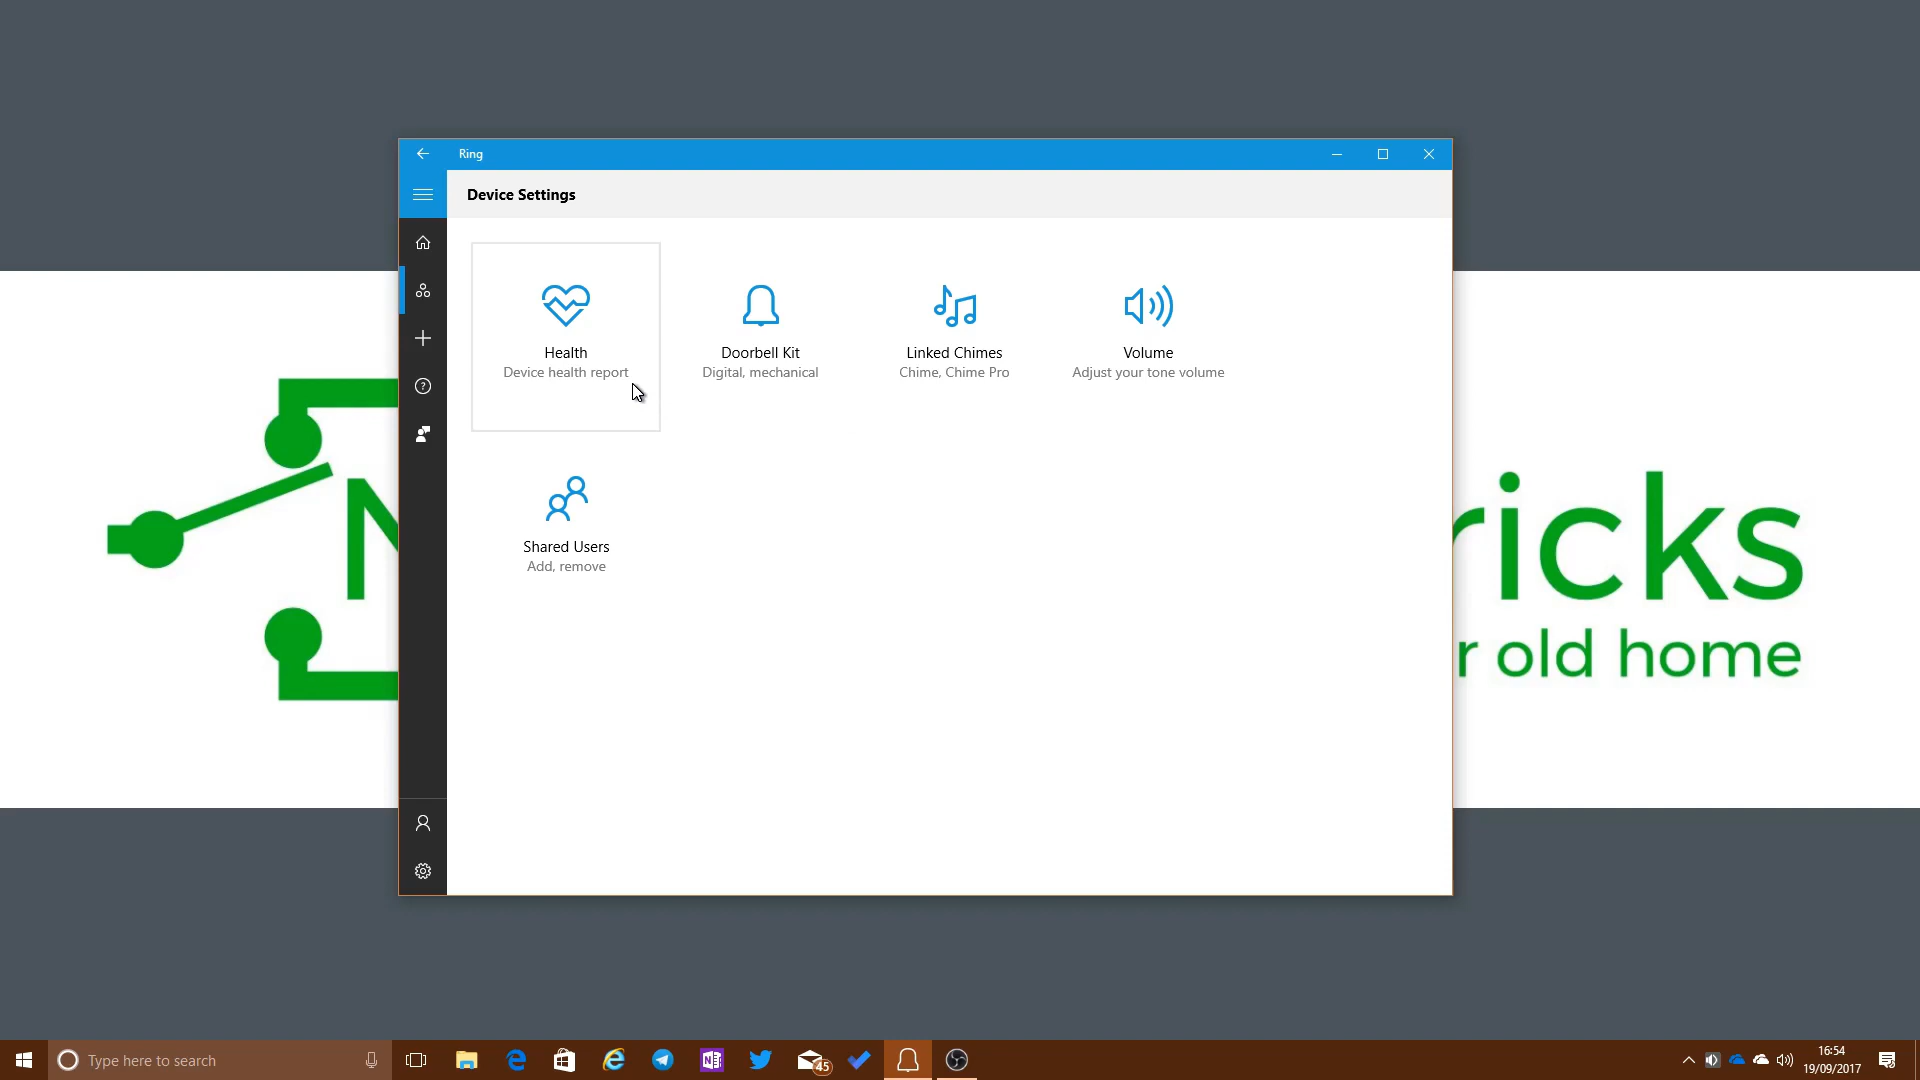 Ring
Device Settings
Health
Device health report
Doorbell Kit
Digital, mechanical
Linked Chimes
Chime, Chime Pro
Volume
Adjust your tone volume
Shared Users
Add, remove
N
ricks
r old home
Type here to search
45
16:54
19/09/2017